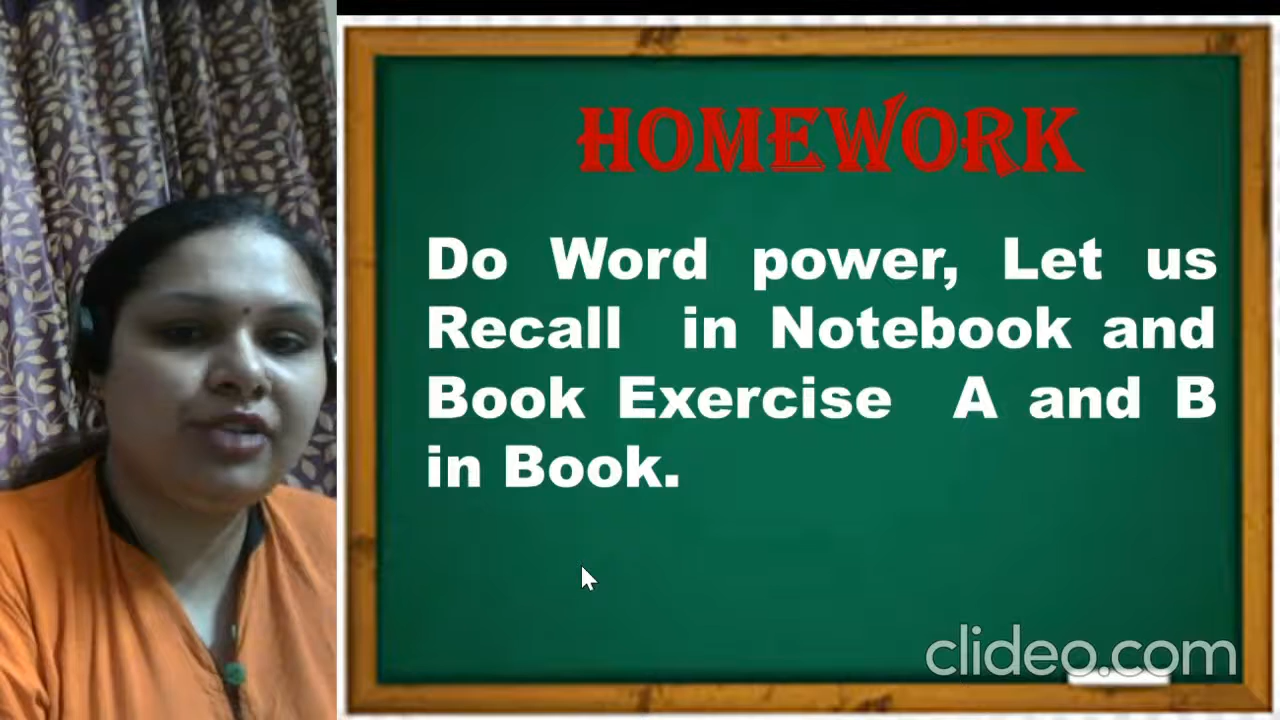 HOMEWORK
Do Word power, Let us
Recall in Notebook and
Book Exercise A and B
in Book.
clideo.com